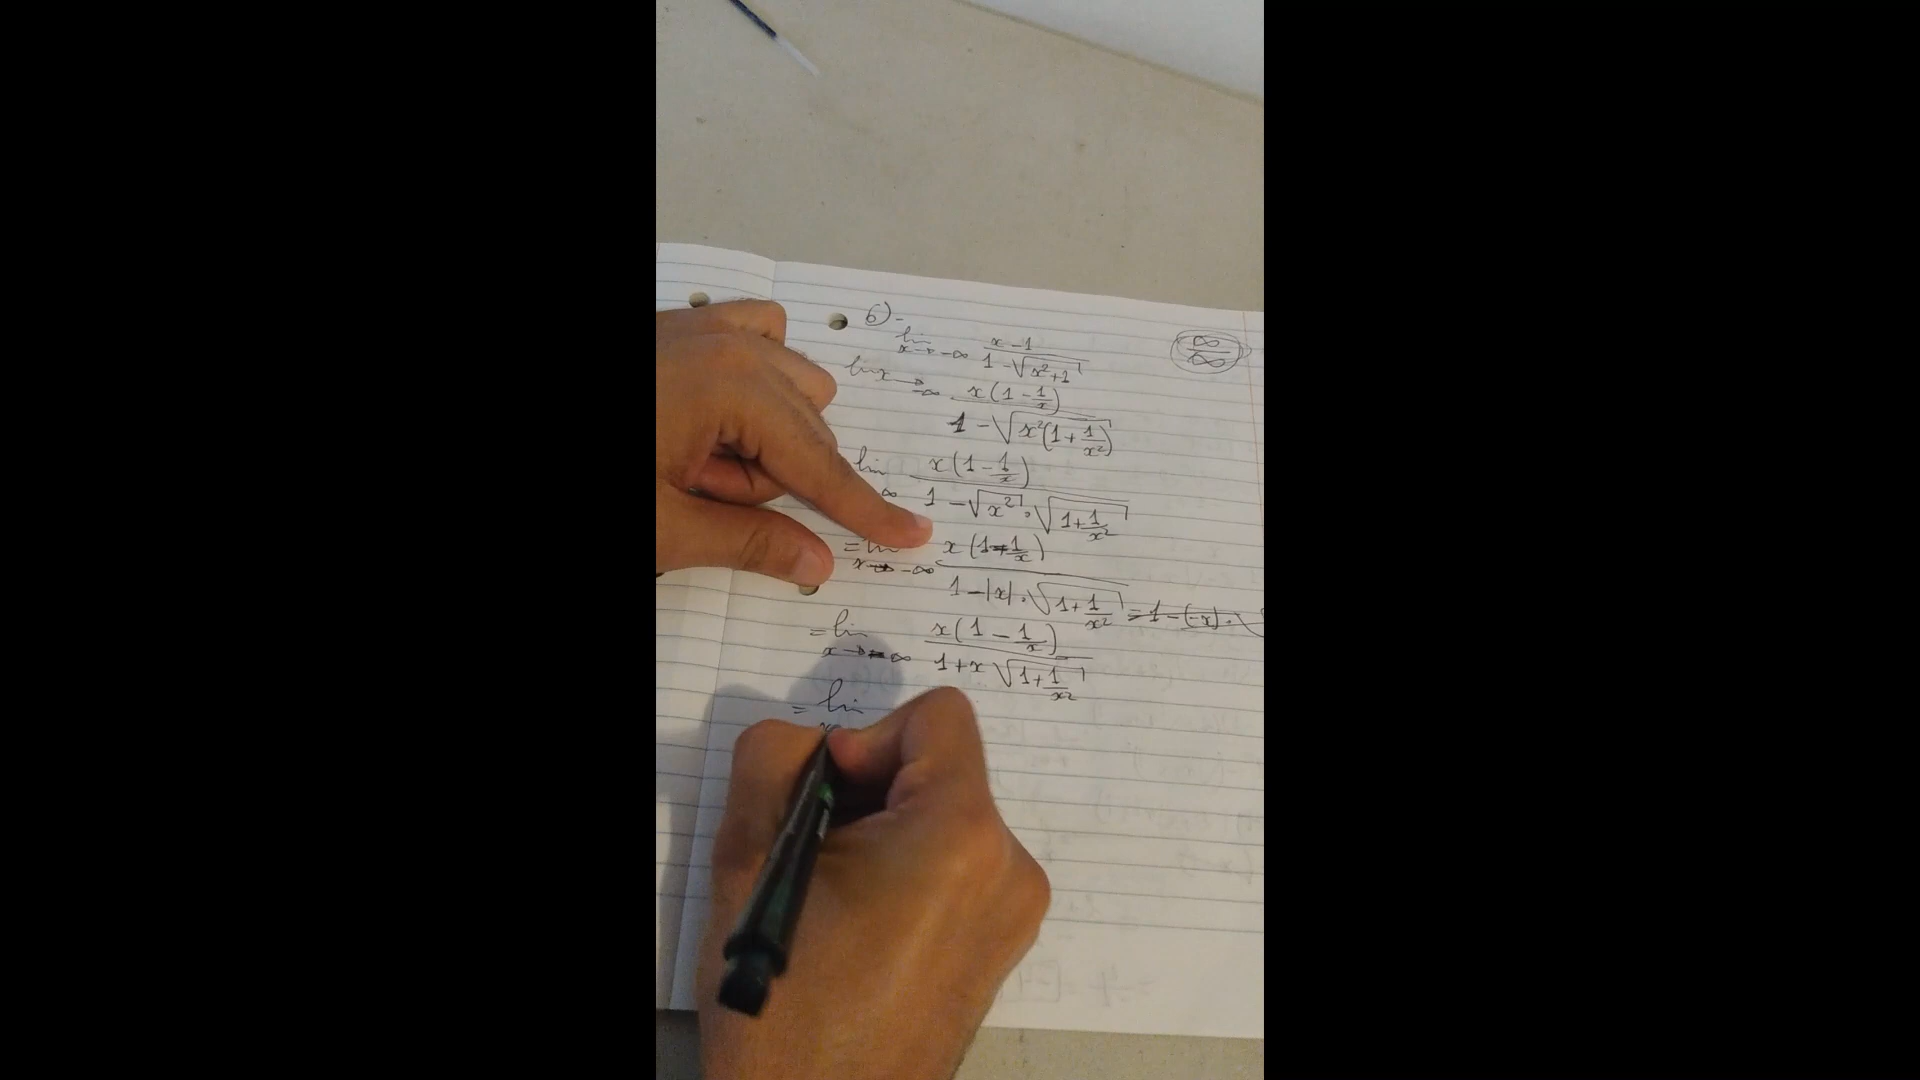 6)-
lim x→-∞ (x-1)/(1-√(x²+1)) ∞/∞
lim x→-∞ x(1-1/x)/(1-√(x²(1+1/x²)))
lim ∞ x(1-1/x)/(1-√x²·√(1+1/x²))
=lim x→-∞ x(1-1/x)/(1-|x|·√(1+1/x²)) =1-(-x)·√
=lim x→-∞ x(1-1/x)/(1+x√(1+1/x²))
=lim
x